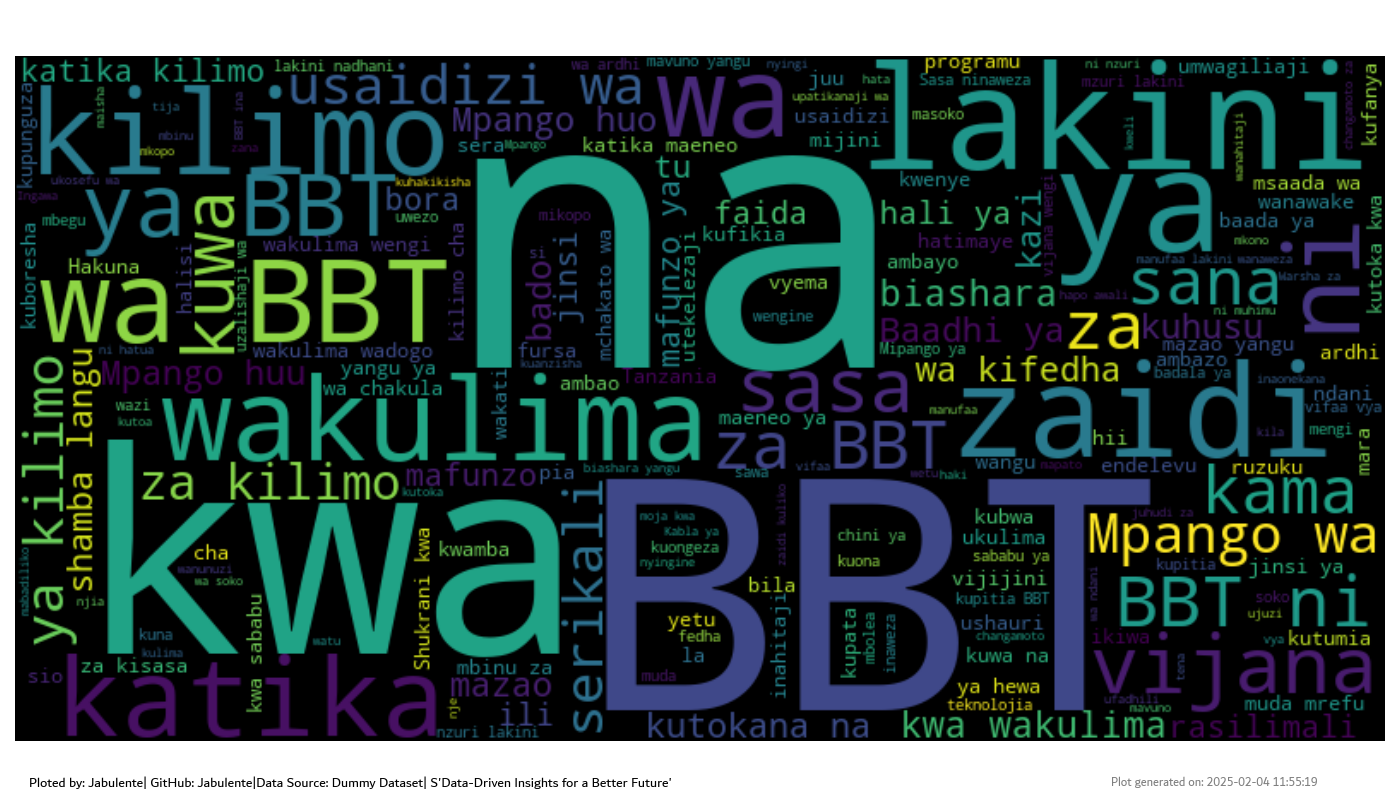 katika kilimo
lakini nadhani
usaidizi wa
wa ardhi
mavuno yangu
nyingi
wa
juu
programu
Sasa ninaweza
hata
upatikanaji wa
usaidizi
masoko
mijini
lakini
ni nzuri
umwagiliaji
mzuri lakini
kweli
wanahitaji
changamoto za
kufanya
kupunguza
kilimo
naisha
tija
mbinu
mkopo
BBT ina
zana
Mpango huo
sera
Mpango
katika maeneo
ukosefu wa
Ingawa
mbegu
ya BBT
kuhakikisha
bora
uwezo
na
tu
mafunzo ya
kwenye
faida
kufikia
hali ya
hatimaye
kazi
vijana wengi
ya
msaada wa
wanawake
baada ya
mkono
manufaa lakini
wanaweza
Warsha za
kutoka kwa
kuboresha
Hakuna
wa BBT
halisi
kuwa
uzalishaji wa
wakulima wengi
kilimo cha
mikopo
si
bado
jinsi
mchakato wa
utekelezaji
vyema
wengine
ambayo
biashara
hapo awali
sana
ni muhimu
ni
Baadhi ya
za
kuhusu
mazao yangu
ni hatua
wakulima wadogo
fursa
kuanzisha
Mipango ya
ambazo
badala ya
ardhi
Mpango huu
yangu ya
wa chakula
wakati
ambao
Tanzania
sasa
wa kifedha
zaidi
inaonekana
ndani
vifaa vya
ya kilimo
shamba langu
wazi
kutoa
wakulima
maeneo ya
manufaa
za BBT
hii
kila
mengi
mara
za kilimo
mafunzo
pia
biashara yangu
kutoka
sawa
vifaa
wetu
haki
wangu
mapato
endelevu
ruzuku
kama
kwa
BBT
serikali
moja kwa
Kabla ya
kuongeza
nyingine
zaidi kuliko
chini ya
kuona
kubwa
ukulima
sababu ya
vijijini
kupitia BBT
juhudi za
Mpango wa
kupitia
jinsi ya
mabadiliko
njia
cha
wanunuzi
wa soko
kwamba
Shukrani kwa
bila
yetu
fedha
la
muda
inahitaji
kupata
mbolea
inaweza
ushauri
changamoto
kuwa na
wa ndani
BBT ni
soko
ujuzi
ikiwa
vya
kutumia
kuna
kulima
kwa sababu
watu
sio
za kisasa
katika
mbinu za
mazao
nje
ili
nzuri lakini
kutokana na
ya hewa
teknolojia
kwa wakulima
vijana
tena
ufadhili
mavuno
muda mrefu
rasilimali
Ploted by: Jabulente| GitHub: Jabulente|Data Source: Dummy Dataset| S'Data-Driven Insights for a Better Future'
Plot generated on: 2025-02-04 11:55:19